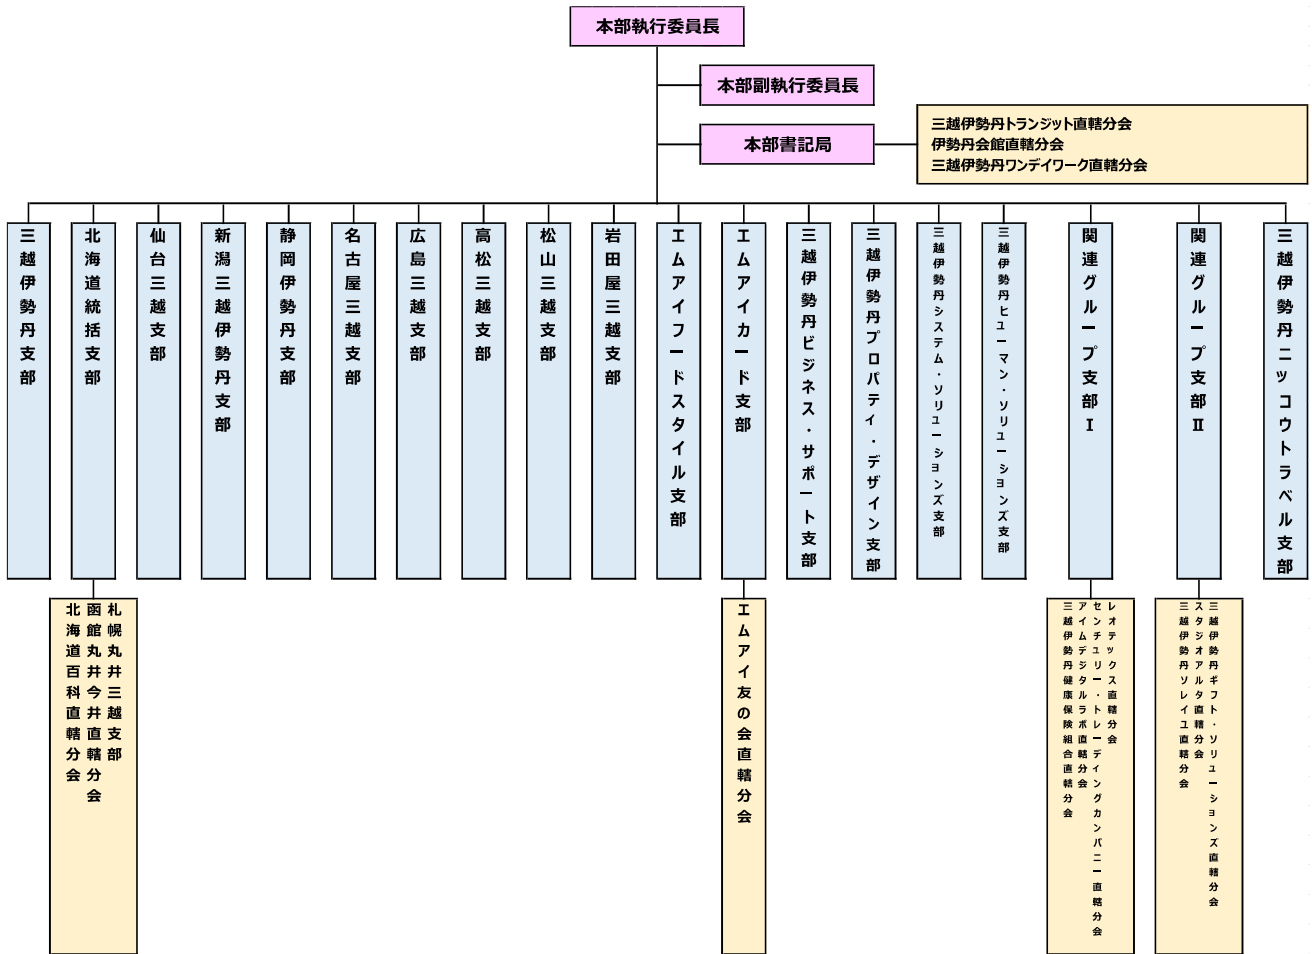 本部執行委員長
本部副執行委員長
本部書記局
三越伊勢丹トランジット直轄分会
伊勢丹会館直轄分会
三越伊勢丹ワンデイワーク直轄分会
三越伊勢丹支部
北海道統括支部
仙台三越支部
新潟三越伊勢丹支部
静岡伊勢丹支部
名古屋三越支部
広島三越支部
高松三越支部
松山三越支部
岩田屋三越支部
エムアイフードスタイル支部
エムアイカード支部
三越伊勢丹ビジネス・サポート支部
三越伊勢丹プロパティ・デザイン支部
三越伊勢丹システム・ソリューションズ支部
三越伊勢丹ヒューマン・ソリューションズ支部
関連グループ支部Ⅰ
関連グループ支部Ⅱ
三越伊勢丹ニッコウトラベル支部
札幌丸井三越支部
函館丸井今井直轄分会
北海道百科直轄分会
エムアイ友の会直轄分会
レオテックス直轄分会
センチュリー・トレーディングカンパニー直轄分会
アイムデジタルラボ直轄分会
三越伊勢丹健康保険組合直轄分会
三越伊勢丹ギフト・ソリューションズ直轄分会
スタジオアルタ直轄分会
三越伊勢丹ソレイユ直轄分会